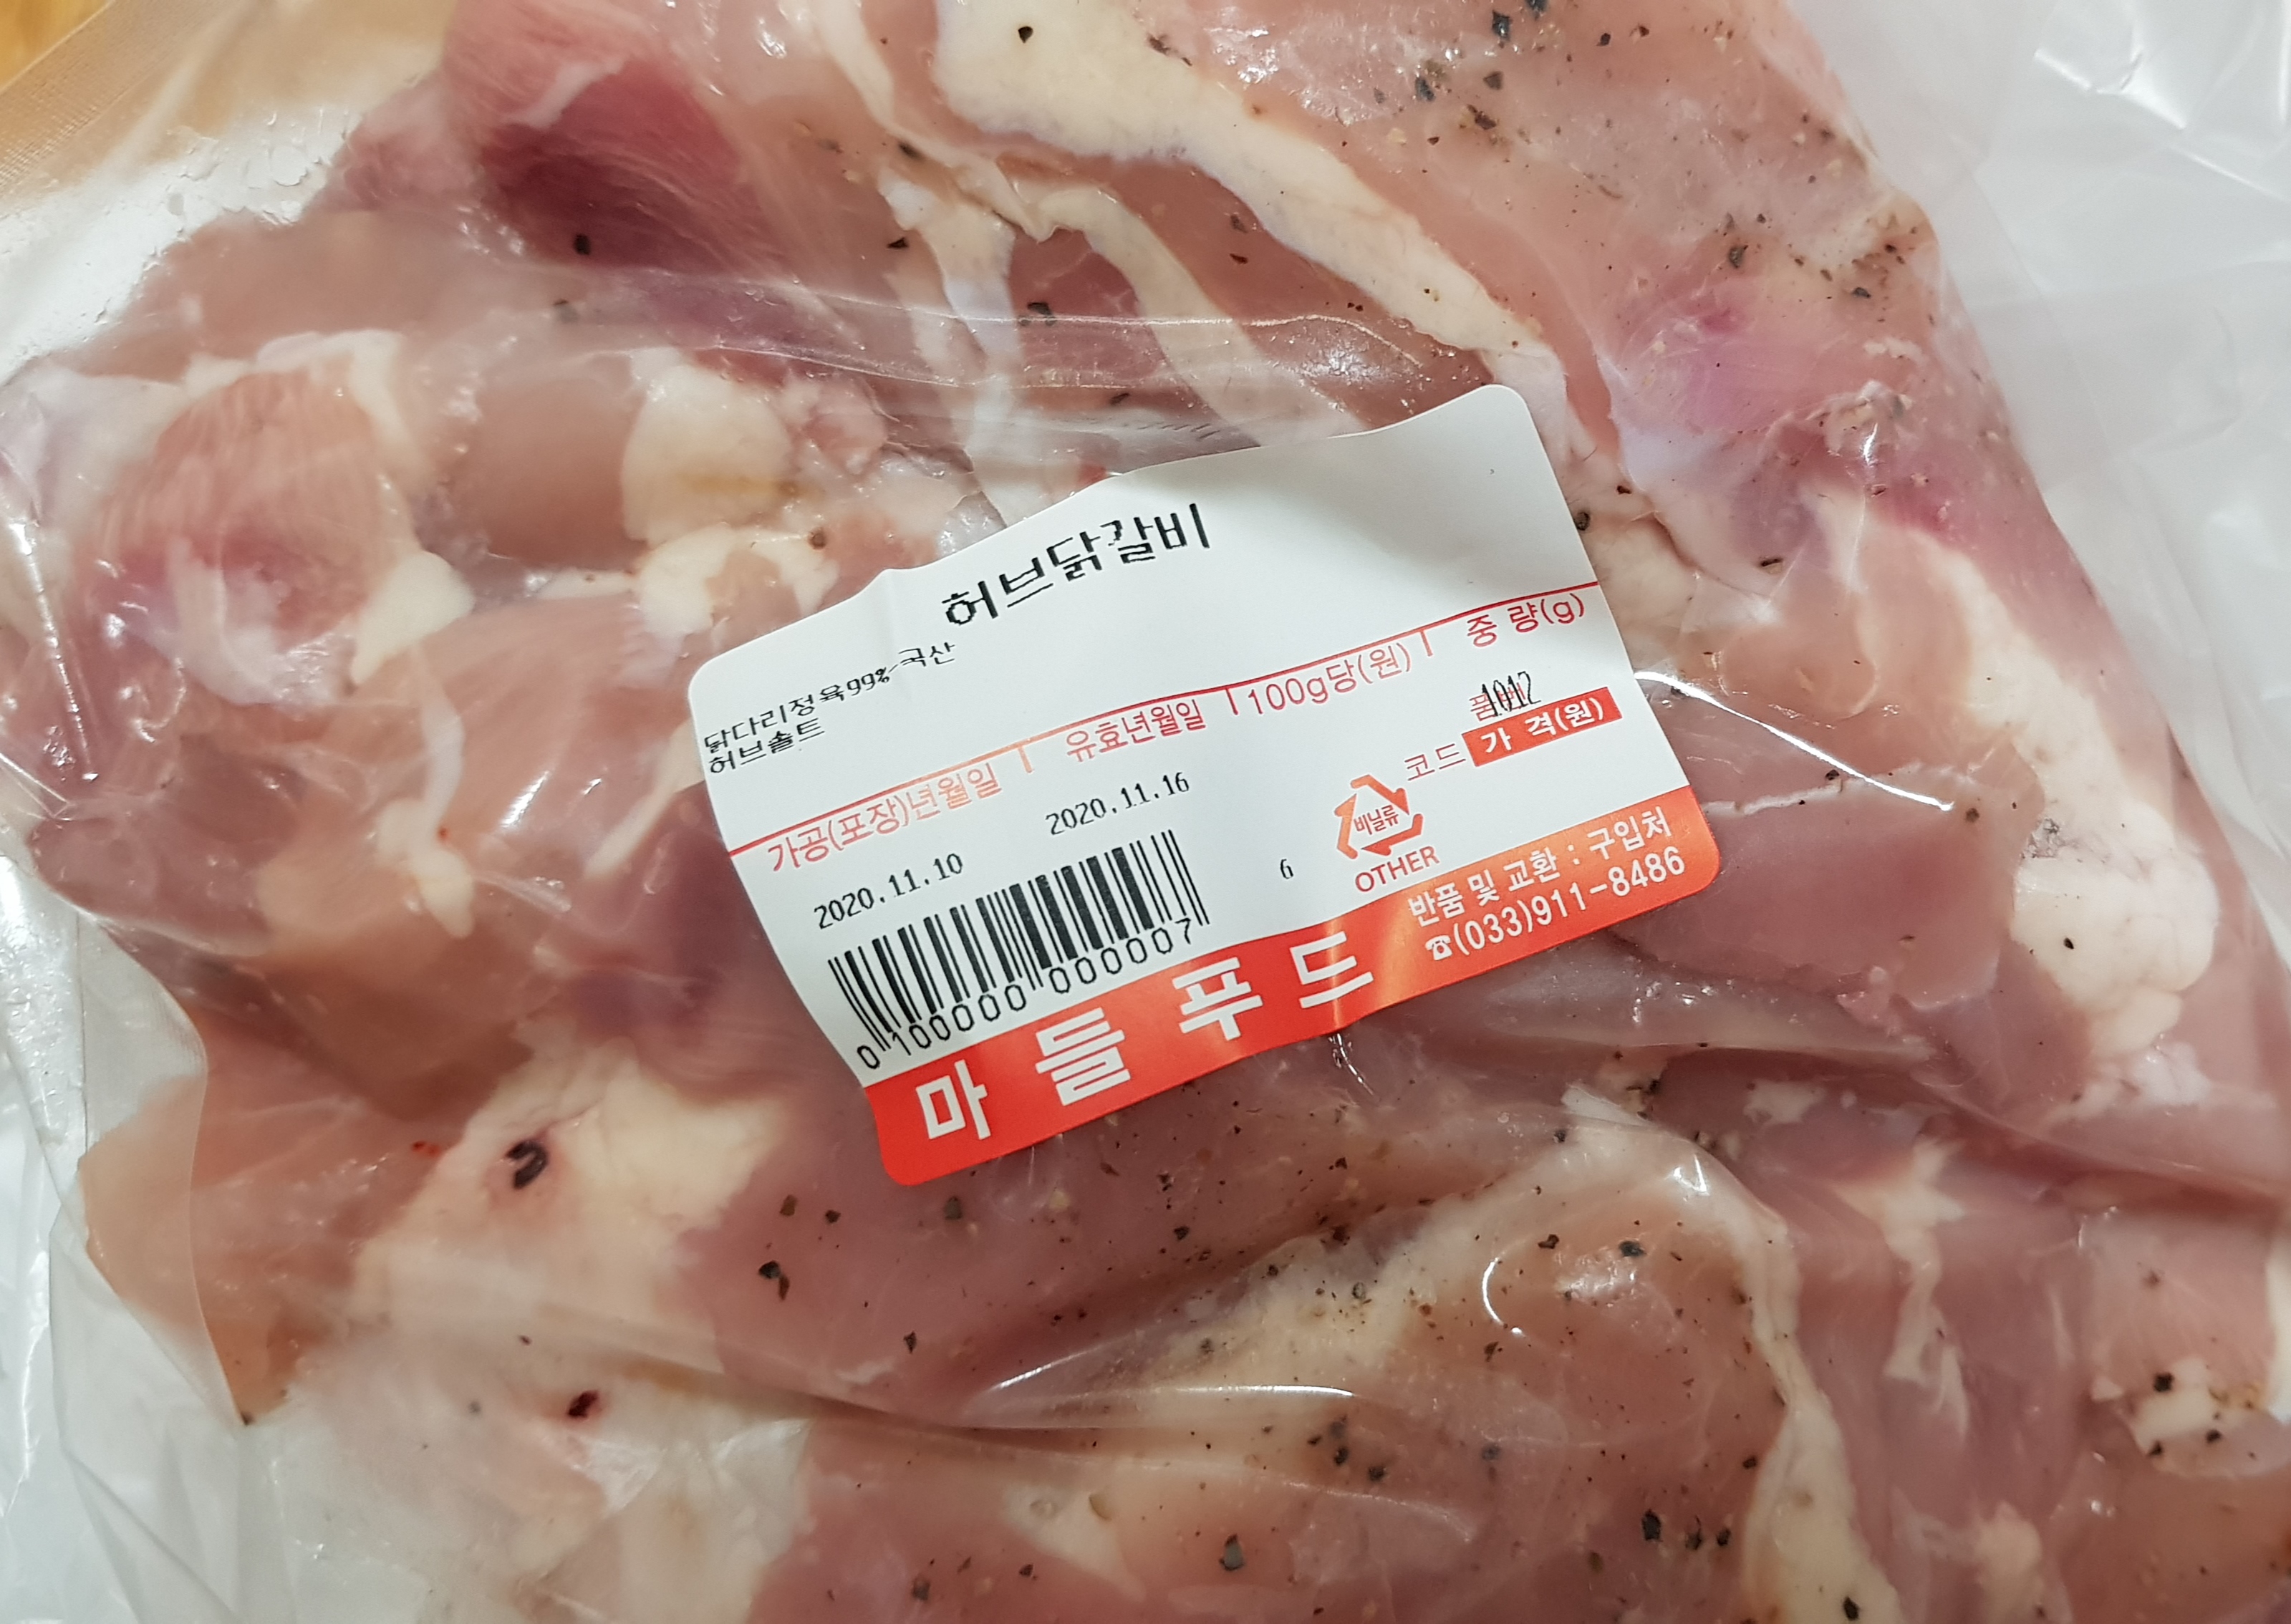 허브닭갈비
닭다리정육99%-국산
허브솔트
가공(포장)년월일 유효년월일 100g당(원) 중 량(g)
2020.11.10 2020.11.16 1012
품번 6
코드 가 격(원)
비닐류
OTHER
0 100000 000007
반품 및 교환 : 구입처
☎(033)911-8486
마들푸드